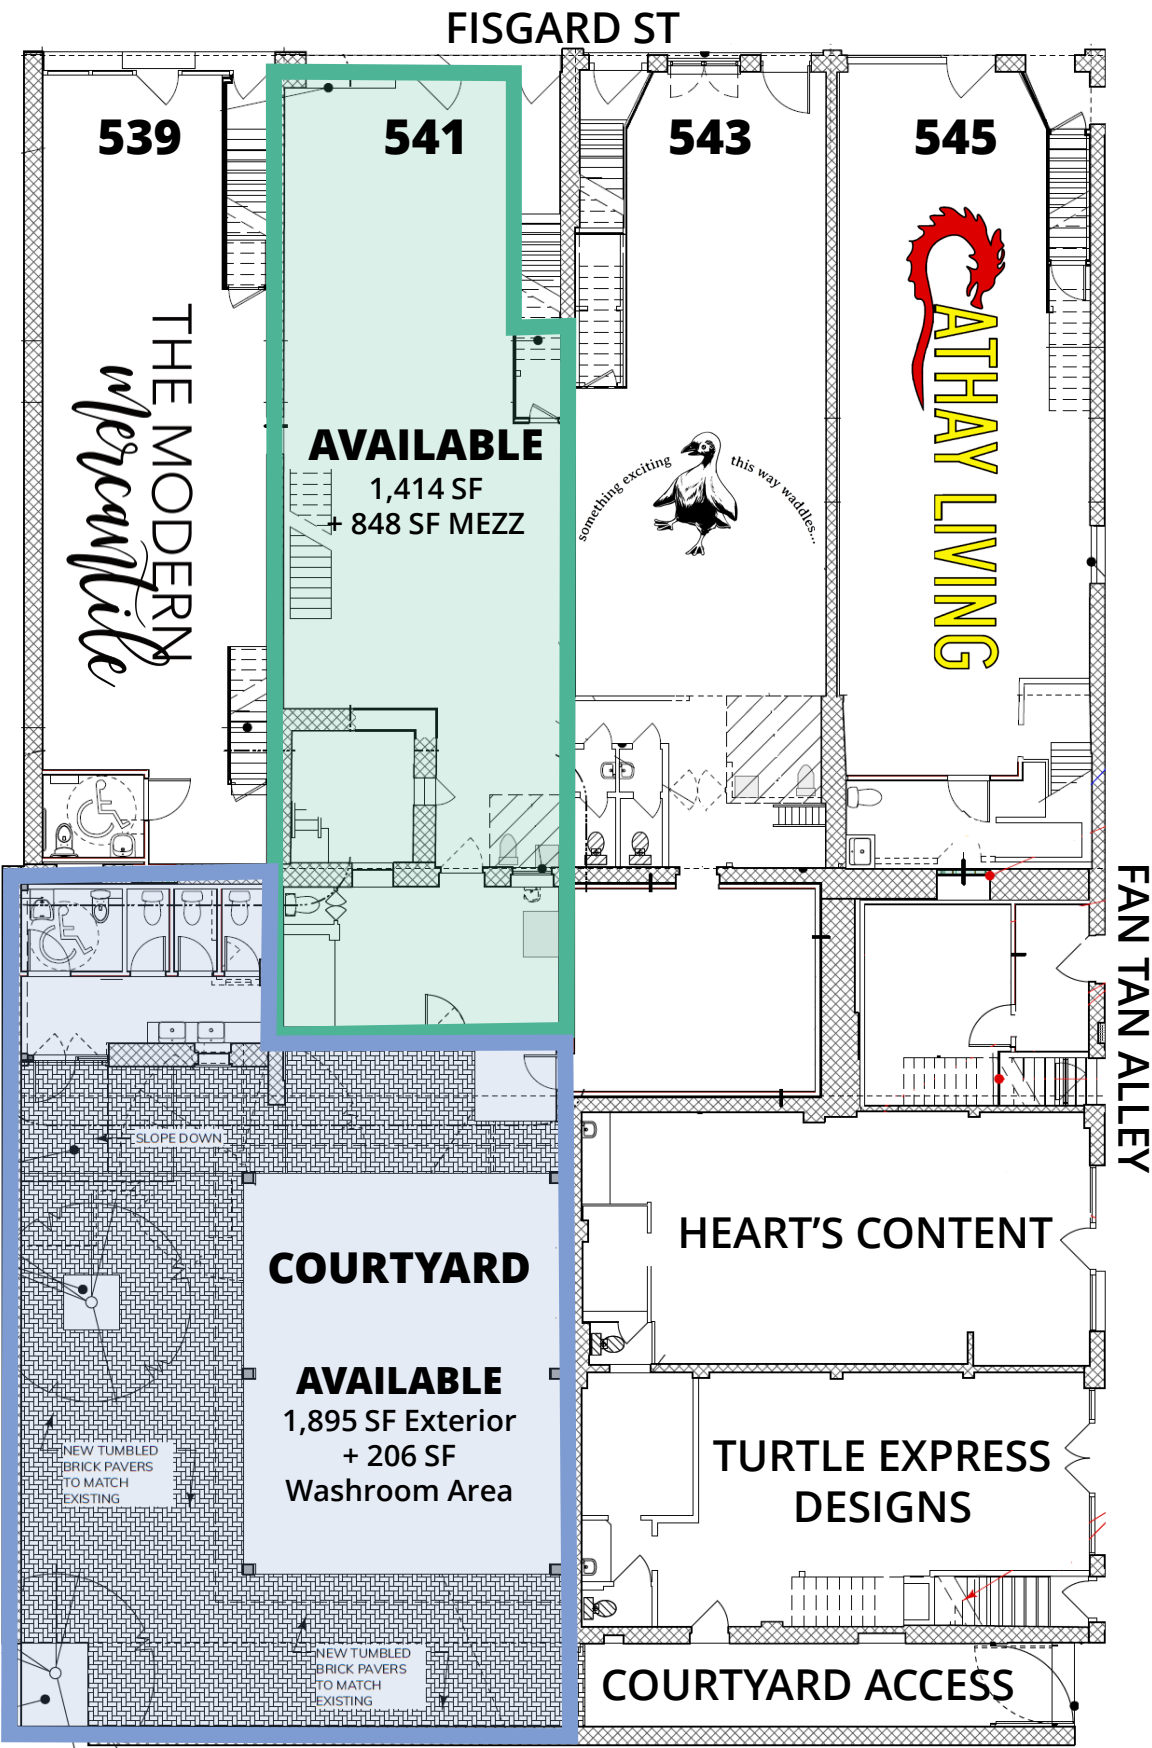 FISGARD ST
539
541
543
545
THE MODERN
Mercantile
AVAILABLE
1,414 SF
+ 848 SF MEZZ
something exciting
this way waddles...
CATHAY LIVING
FAN TAN ALLEY
SLOPE DOWN
COURTYARD
AVAILABLE
1,895 SF Exterior
+ 206 SF
Washroom Area
NEW TUMBLED
BRICK PAVERS
TO MATCH
EXISTING
NEW TUMBLED
BRICK PAVERS
TO MATCH
EXISTING
HEART’S CONTENT
TURTLE EXPRESS
DESIGNS
COURTYARD ACCESS